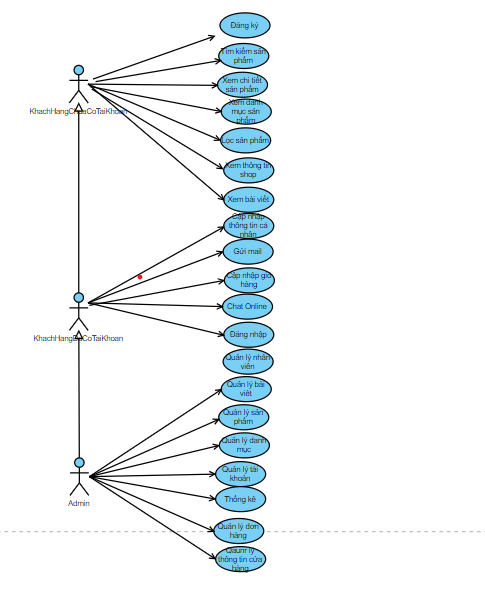 Đăng ký
Tìm kiếm sản
phẩm
Xem chi tiết
sản phẩm
KhachHangChuaCoTaiKhoan
Xem danh
mục sản
phẩm
Lọc sản phẩm
Xem thông tin
shop
Xem bài viết
Cập nhập
thông tin cá
nhân
Gửi mail
Cập nhập giỏ
hàng
Chat Online
KhachHangDaCoTaiKhoan
Đăng nhập
Quản lý nhân
viên
Quản lý bài
viết
Quản lý sản
phẩm
Quản lý danh
mục
Quản lý tài
khoản
Thống kê
Admin
Quản lý đơn
hàng
thông tin cửa
hàng